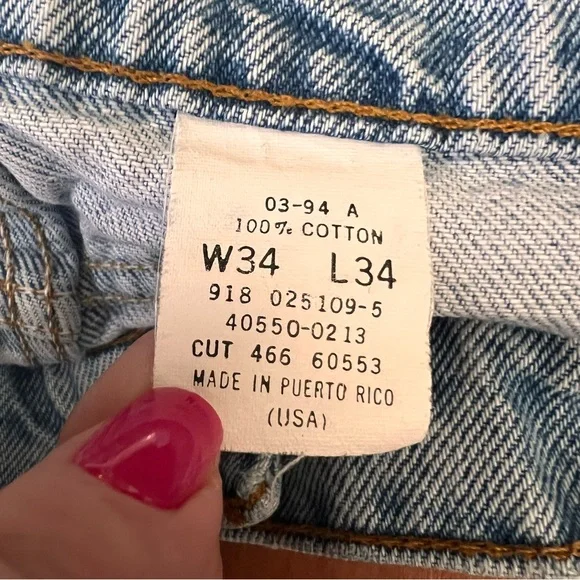 03-94 A
100% COTTON
W34 L34
918 025109-5
40550-0213
CUT 466 60553
MADE IN PUERTO RICO
(USA)